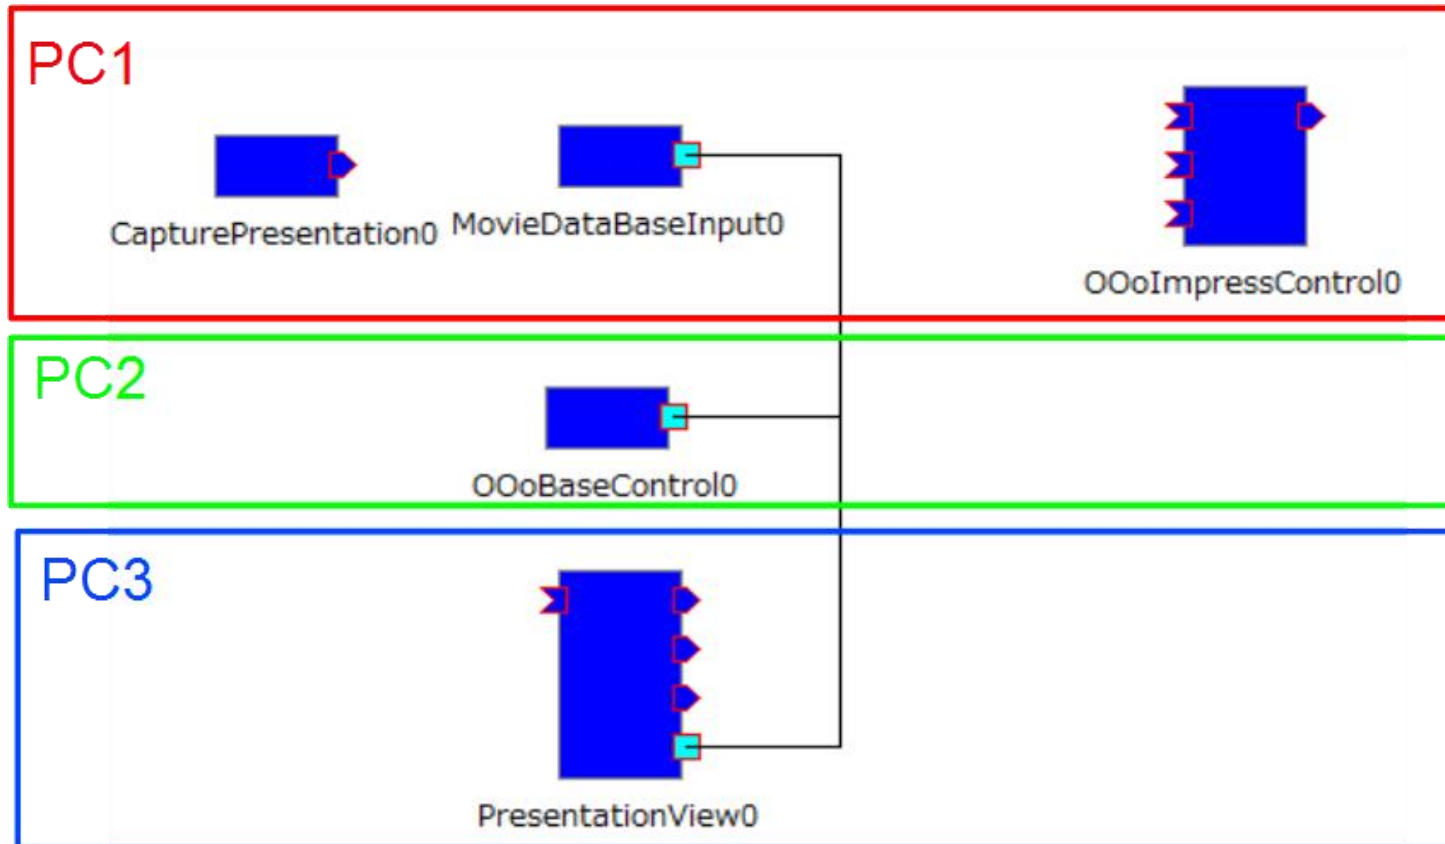 PC1
CapturePresentation0
MovieDataBaseInput0
OOoImpressControl0
PC2
OOoBaseControl0
PC3
PresentationView0